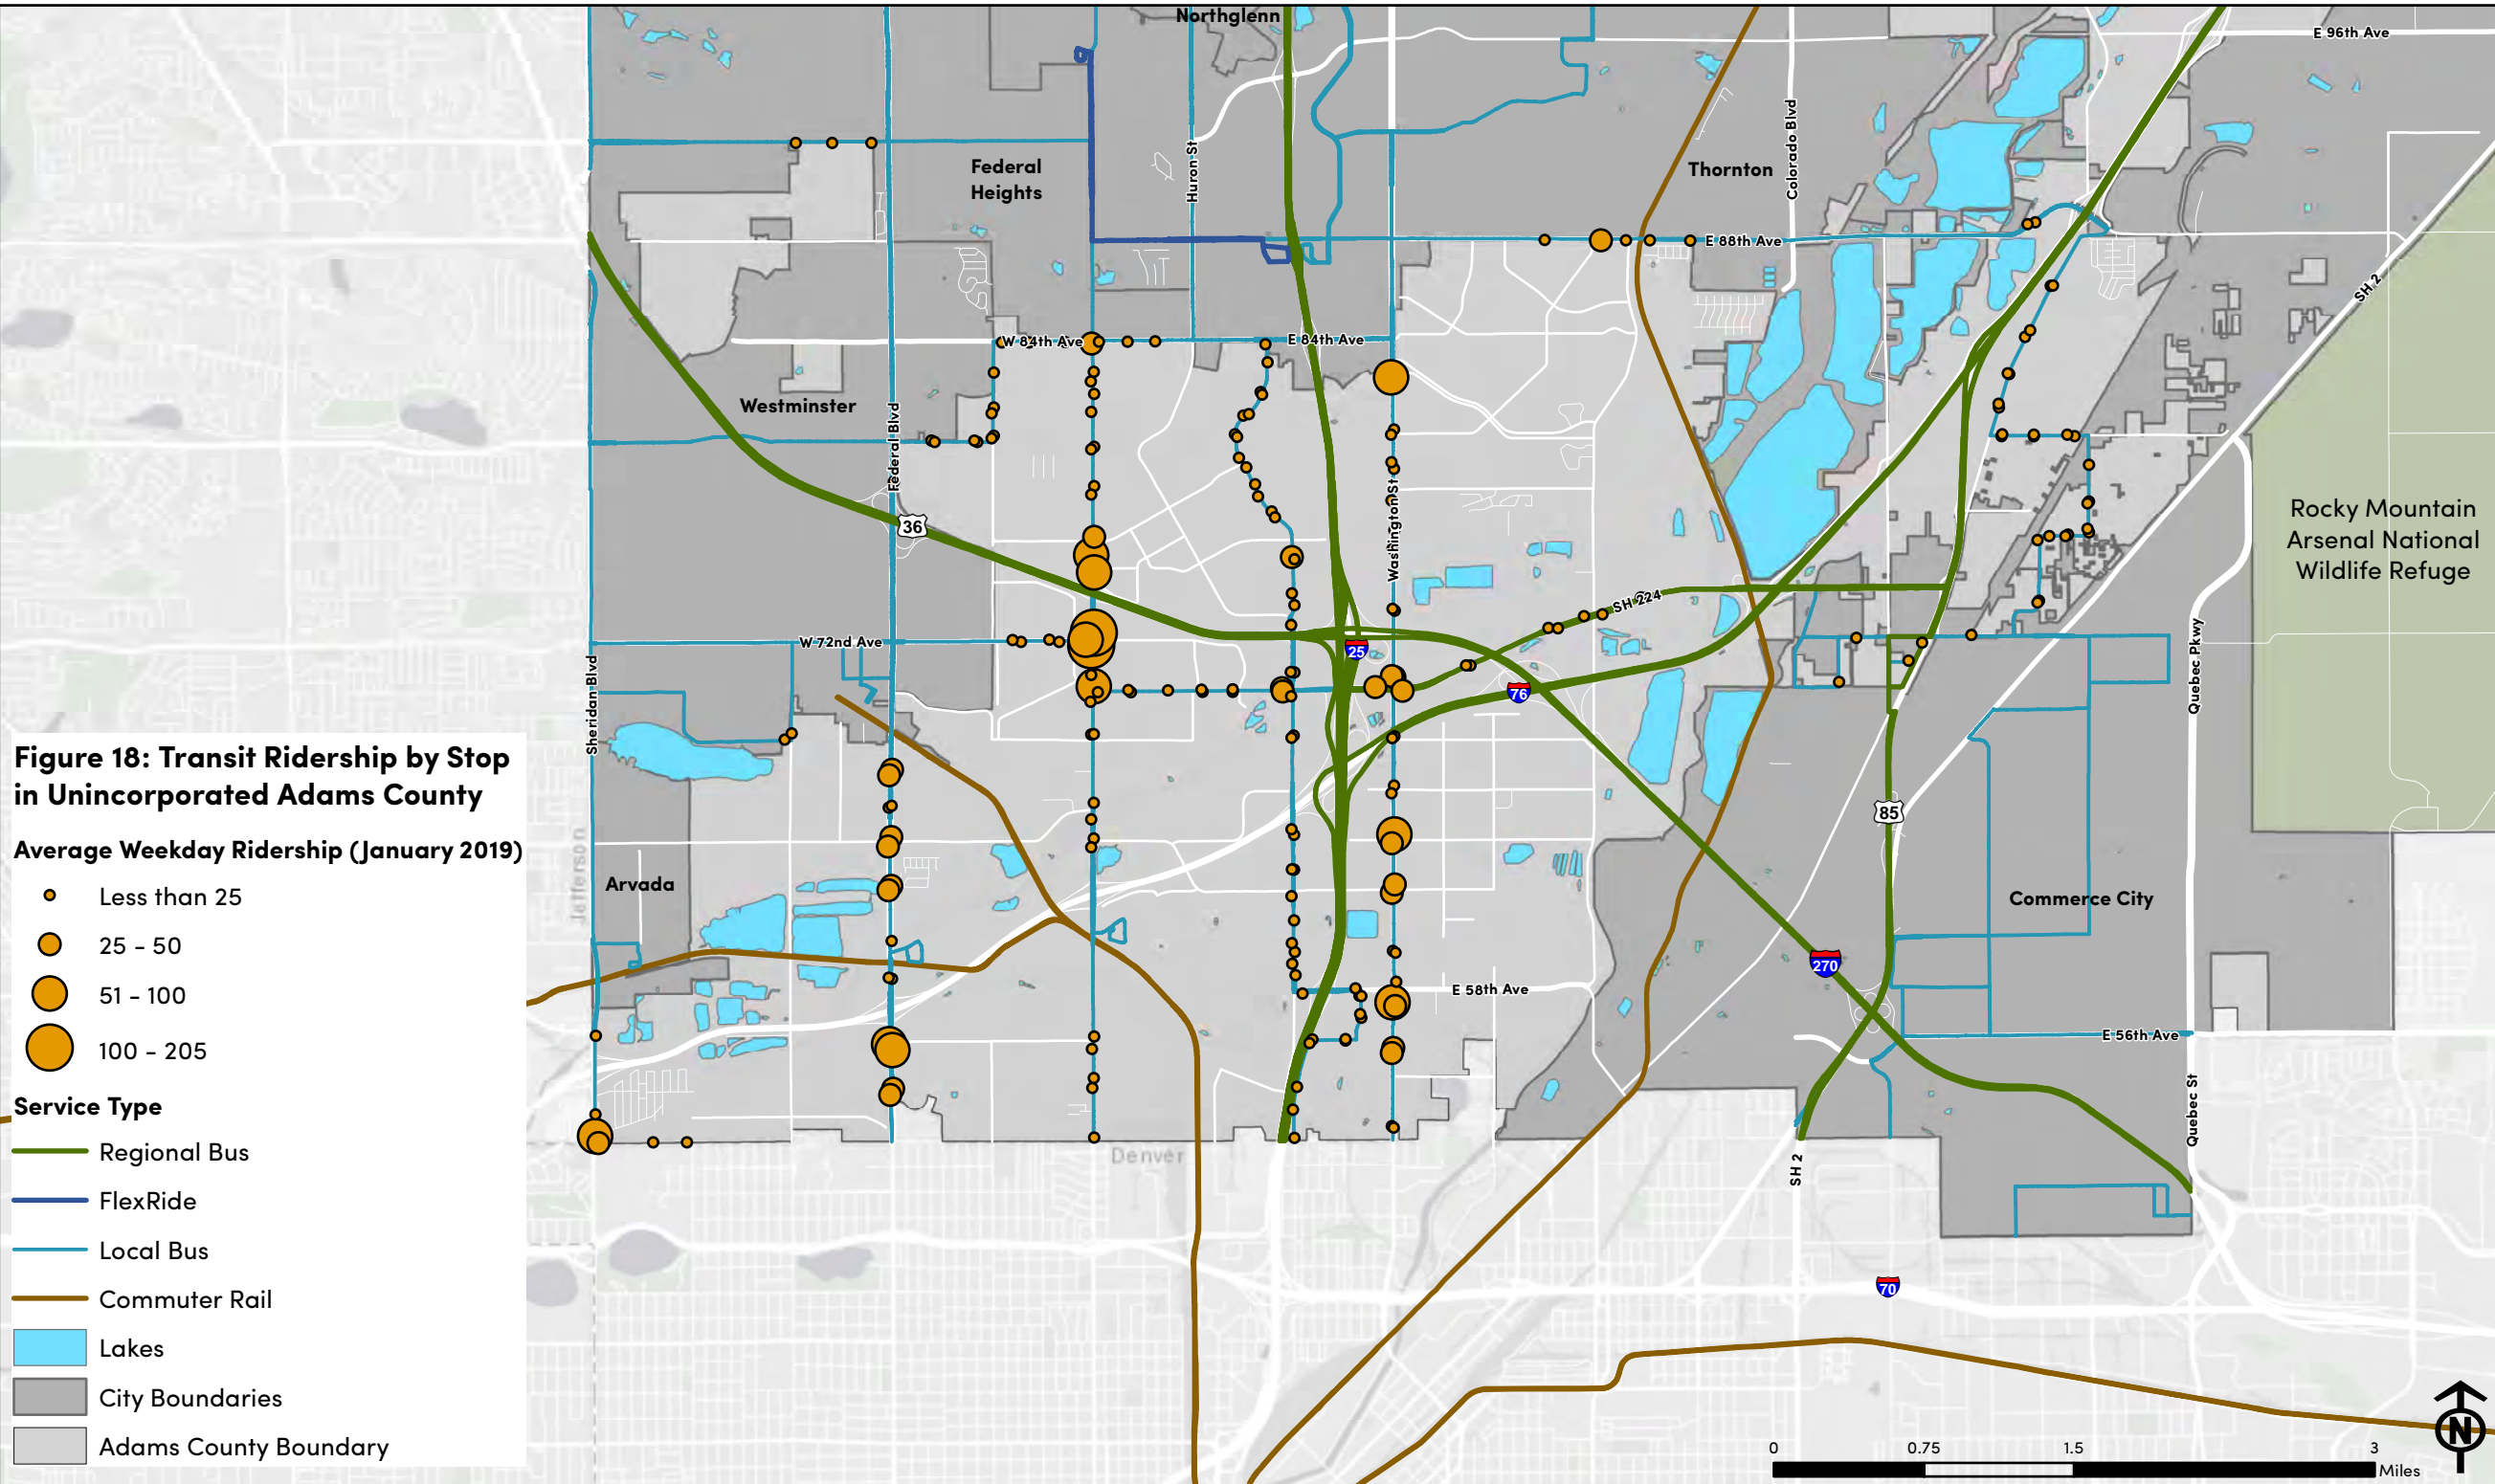 Northglenn
E 96th Ave
Federal
Heights
Huron St
Thornton
Colorado Blvd
E 88th Ave
SH 2
W 84th Ave
E 84th Ave
Westminster
Federal Blvd
Washington St
36
Rocky Mountain
Arsenal National
Wildlife Refuge
SH 224
W 72nd Ave
25
76
Sheridan Blvd
Quebec Pkwy
Figure 18: Transit Ridership by Stop
in Unincorporated Adams County
Average Weekday Ridership (January 2019)
Less than 25
25 - 50
51 - 100
100 - 205
Service Type
Regional Bus
FlexRide
Local Bus
Commuter Rail
Lakes
City Boundaries
Adams County Boundary
Jefferson
Arvada
85
Commerce City
270
E 58th Ave
E 56th Ave
Quebec St
Denver
SH 2
70
N
0 0.75 1.5 3
Miles